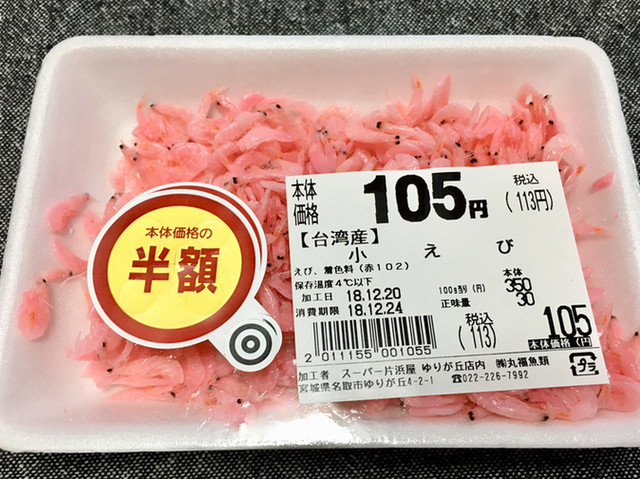 本体価格の
半額
本体
価格
105円
税込
(113円)
【台湾産】
小えび
えび、着色料(赤102)
保存温度4℃以下
加工日 18.12.20
消費期限 18.12.24
100g当り(円) 本体 350
正味量 30
(税込) (113)
105
本体価格(円)
2 011155 001055
プラ
加工者 スーパー片浜屋 ゆりが丘店内 ㈱丸福魚類
宮城県名取市ゆりが丘4-2-1 ☎022-226-7992